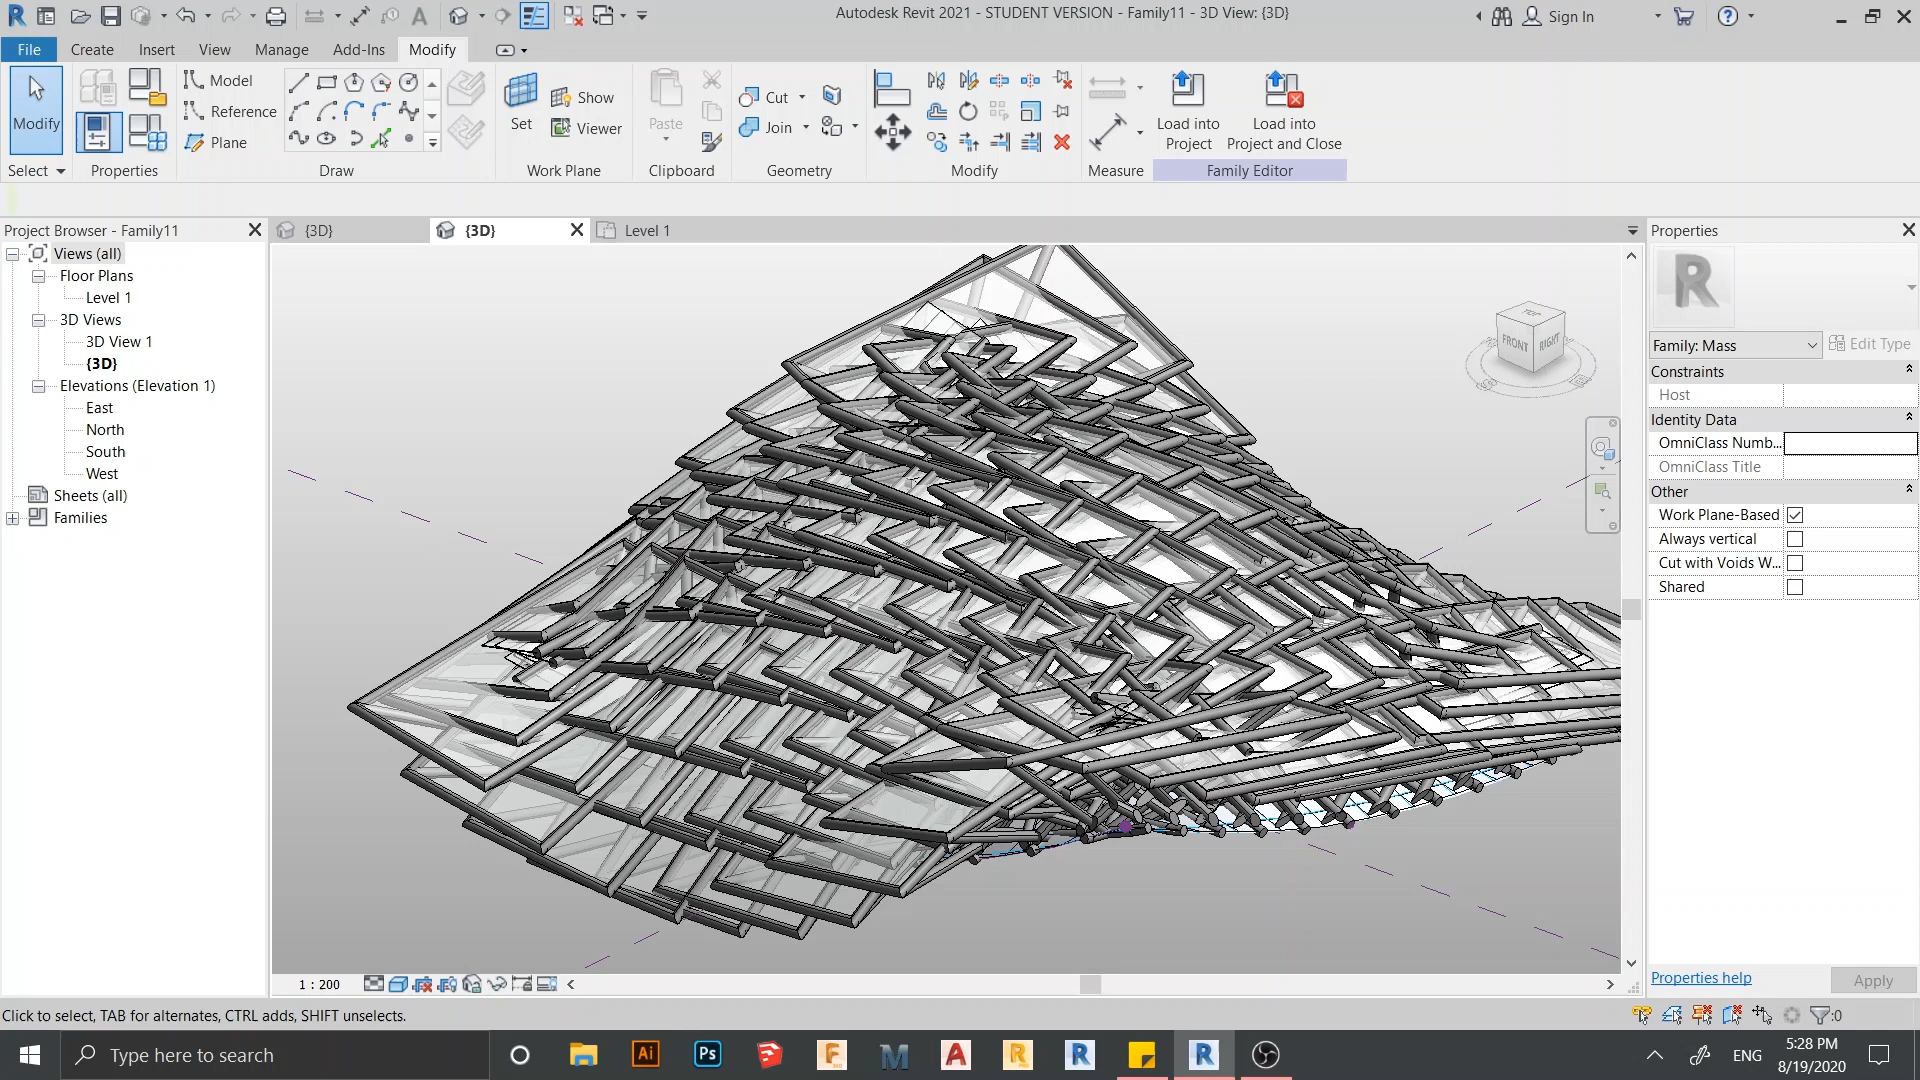 Autodesk Revit 2021 - STUDENT VERSION - Family11 - 3D View: {3D}
Sign In
File Create Insert View Manage Add-Ins Modify
Modify
Model
Reference
Plane
Set
Show
Viewer
Paste
Cut
Join
Load into
Project
Load into
Project and Close
Select Properties Draw Work Plane Clipboard Geometry Modify Measure Family Editor
Project Browser - Family11
{3D} {3D} Level 1
Properties
Views (all)
Floor Plans
Level 1
3D Views
3D View 1
{3D}
Elevations (Elevation 1)
East
North
South
West
Sheets (all)
Families
TOP
FRONT
RIGHT
R
Family: Mass
Edit Type
Constraints
Host
Identity Data
OmniClass Numb...
OmniClass Title
Other
Work Plane-Based
Always vertical
Cut with Voids W...
Shared
Properties help
Apply
1 : 200
Click to select, TAB for alternates, CTRL adds, SHIFT unselects.
:0
Type here to search
Ai
Ps
F
M
A
R
R
R
ENG
5:28 PM
8/19/2020